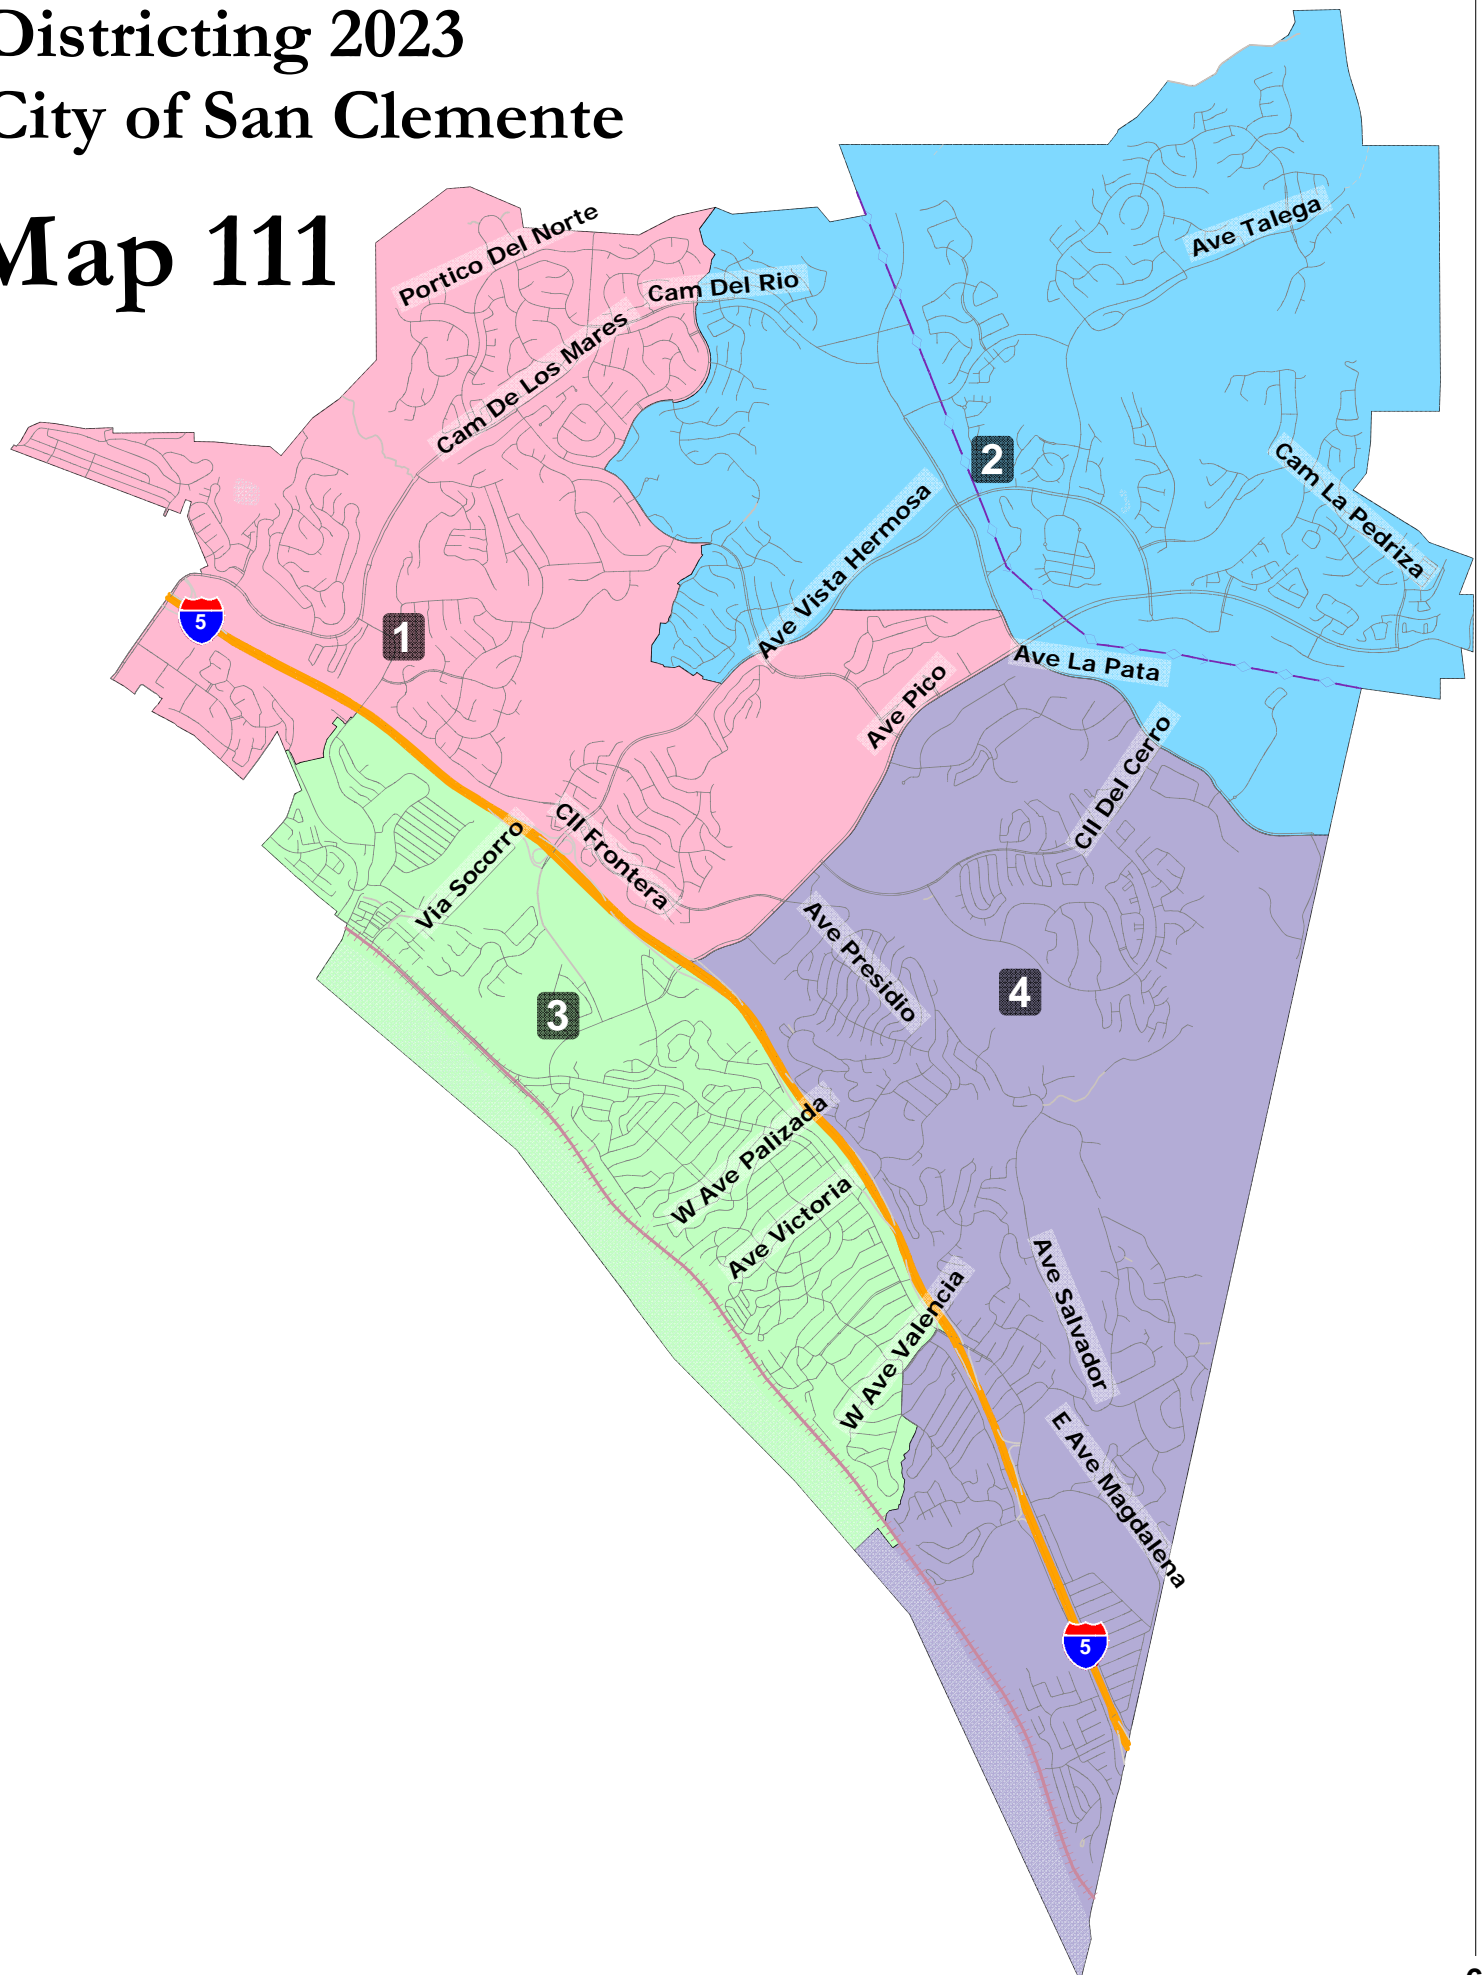 Districting 2023
City of San Clemente
Map 111
Portico Del Norte
Cam Del Rio
Ave Talega
Cam De Los Mares
2
Cam La Pedriza
Ave Vista Hermosa
5
1
Ave La Pata
Ave Pico
Cll Del Cerro
Cll Frontera
Via Socorro
Ave Presidio
4
3
W Ave Palizada
Ave Victoria
Ave Salvador
W Ave Valencia
E Ave Magdalena
5